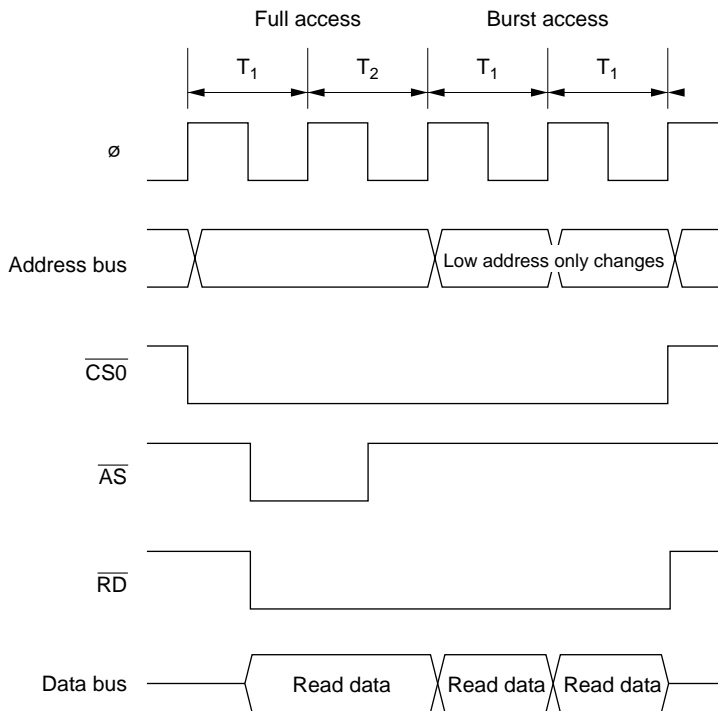 Full access Burst access
T1 T2 T1 T1
ø
Address bus Low address only changes
CS0
AS
RD
Data bus Read data Read data Read data